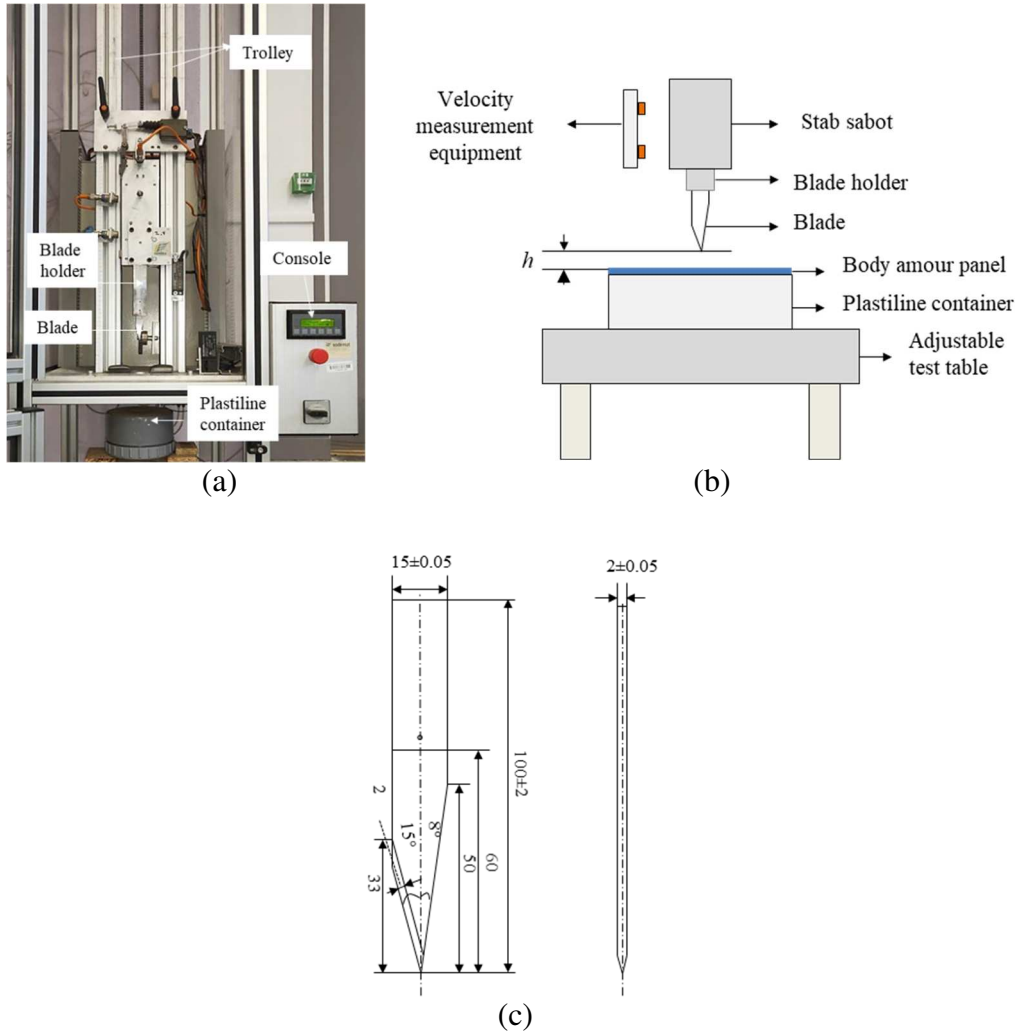 Trolley
Blade
holder
Console
Blade
Plastiline
container
(a)
Velocity
measurement
equipment
Stab sabot
Blade holder
Blade
h
Body amour panel
Plastiline container
Adjustable
test table
(b)
15±0.05
2±0.05
100±2
2
15°
8°
33
50
60
(c)